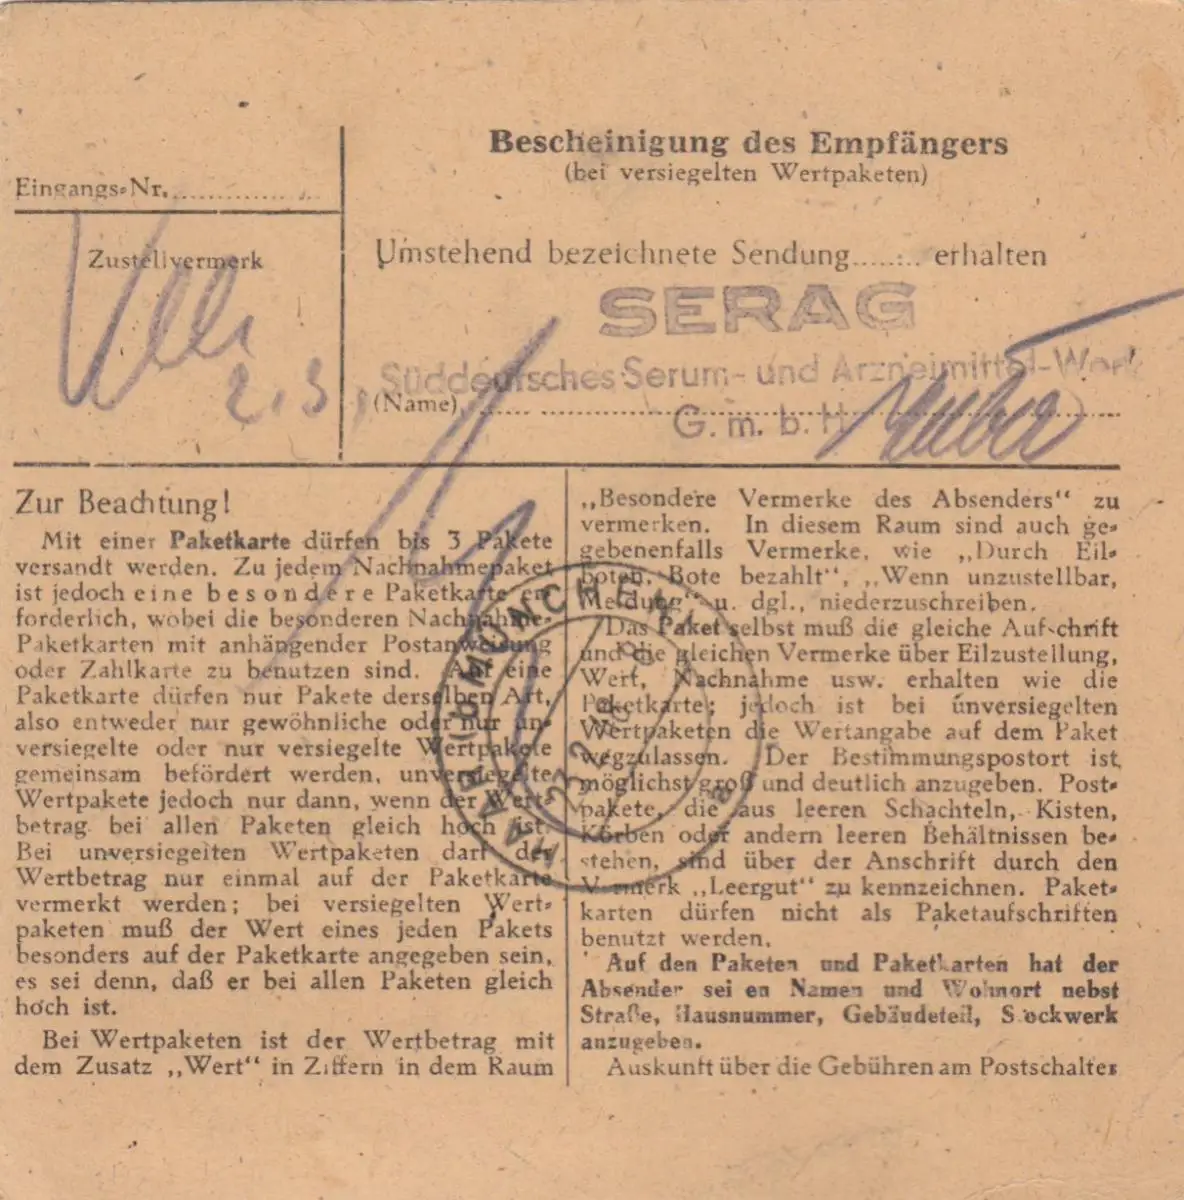 Bescheinigung des Empfängers
(bei versiegelten Wertpaketen)
Eingangs-Nr.
Zustellvermerk
Umstehend bezeichnete Sendung........ erhalten
SERAG
Süddeutsches Serum- und Arzneimittel-Werk
G. m. b. H
(Name)
2.3.
Zur Beachtung!
Mit einer Paketkarte dürfen bis 3 Pakete
versandt werden. Zu jedem Nachnahmepaket
ist jedoch eine besondere Paketkarte er-
forderlich, wobei die besonderen Nachnahme-
Paketkarten mit anhängender Postanweisung
oder Zahlkarte zu benutzen sind. Auf eine
Paketkarte dürfen nur Pakete derselben Art,
also entweder nur gewöhnliche oder nur un-
versiegelte oder nur versiegelte Wertpakete
gemeinsam befördert werden, unversiegelte
Wertpakete jedoch nur dann, wenn der Wert-
betrag bei allen Paketen gleich hoch ist.
Bei unversiegelten Wertpaketen darf der
Wertbetrag nur einmal auf der Paketkarte
vermerkt werden; bei versiegelten Wert-
paketen muß der Wert eines jeden Pakets
besonders auf der Paketkarte angegeben sein,
es sei denn, daß er bei allen Paketen gleich
hoch ist.
Bei Wertpaketen ist der Wertbetrag mit
dem Zusatz „Wert“ in Ziffern in dem Raum
„Besondere Vermerke des Absenders“ zu
vermerken. In diesem Raum sind auch ge-
gebenenfalls Vermerke, wie „Durch Eil-
boten, Bote bezahlt“, „Wenn unzustellbar,
Meldung“ u. dgl., niederzuschreiben.
Das Paket selbst muß die gleiche Aufschrift
und die gleichen Vermerke über Eilzustellung,
Wert, Nachnahme usw. erhalten wie die
Paketkarte; jedoch ist bei unversiegelten
Wertpaketen die Wertangabe auf dem Paket
wegzulassen. Der Bestimmungspostort ist
möglichst groß und deutlich anzugeben. Post-
pakete, die aus leeren Schachteln, Kisten,
Körben oder andern leeren Behältnissen be-
stehen, sind über der Anschrift durch den
Vermerk „Leergut“ zu kennzeichnen. Paket-
karten dürfen nicht als Paketaufschriften
benutzt werden.
Auf den Paketen und Paketkarten hat der
Absender seinen Namen und Wohnort nebst
Straße, Hausnummer, Gebäudeteil, Stockwerk
anzugeben.
Auskunft über die Gebühren am Postschalter
HAAR (b MÜNCHEN)
a